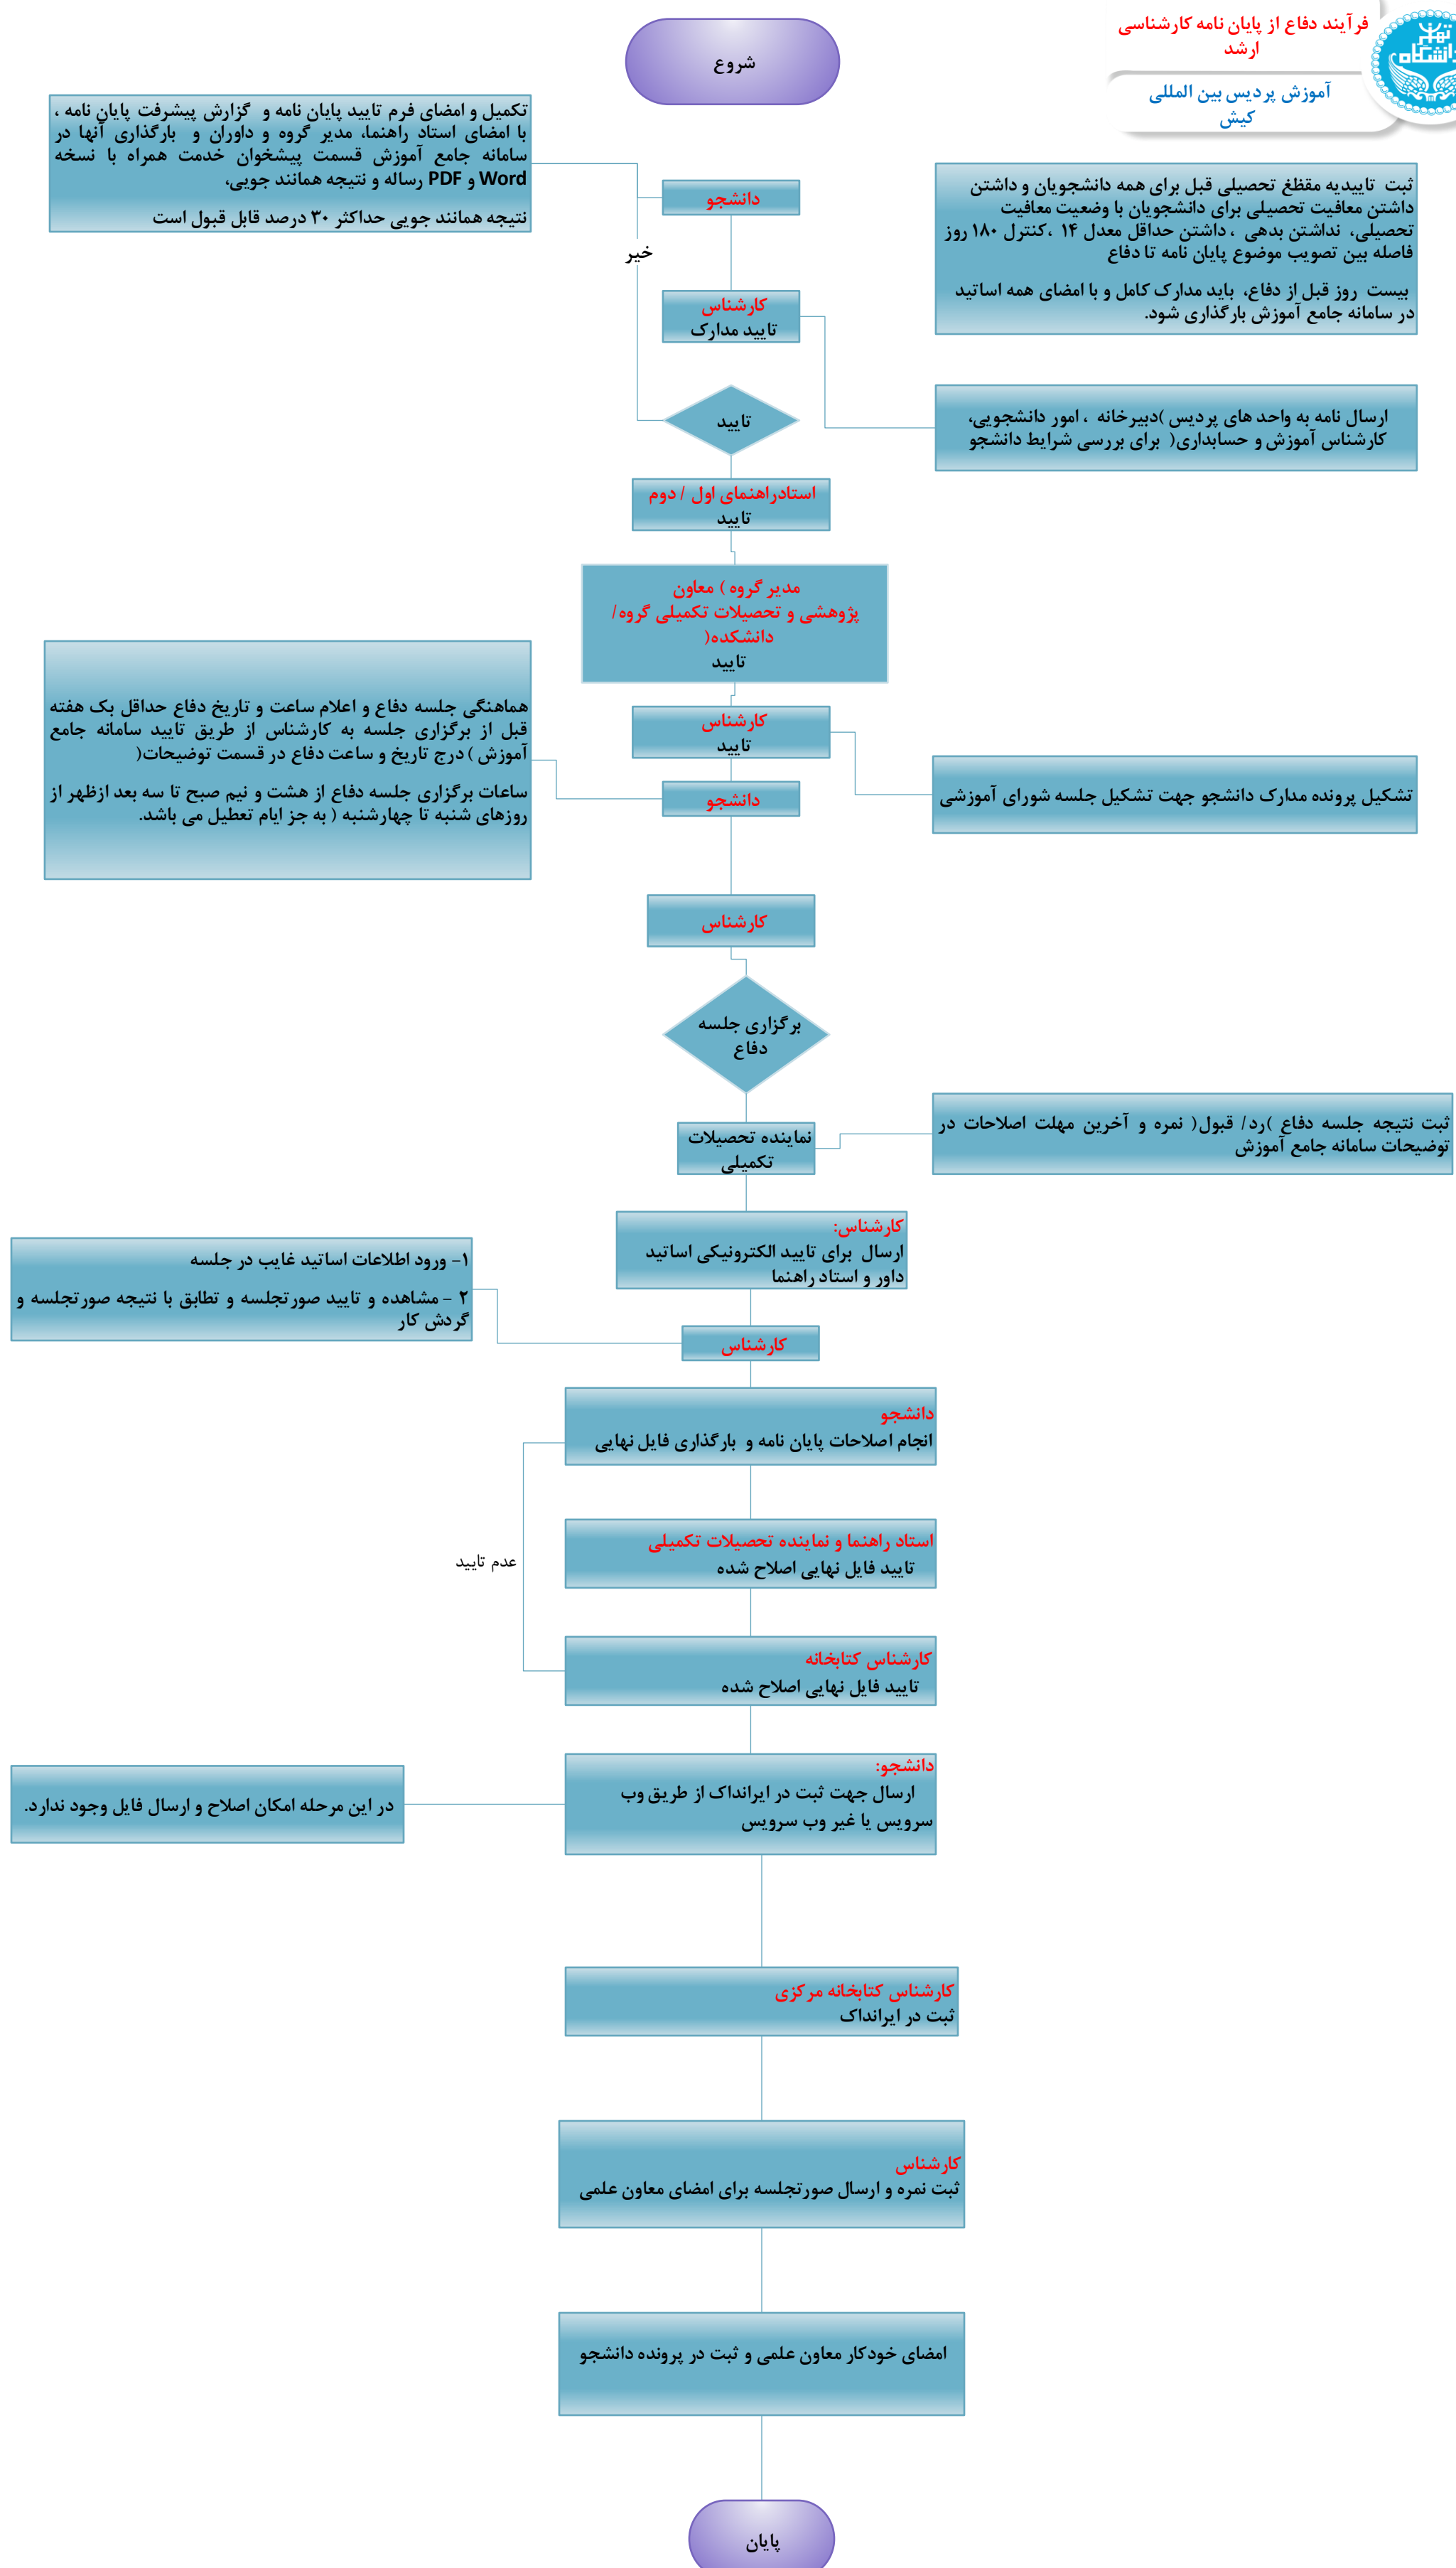 فرآیند دفاع از پایان نامه کارشناسی
ارشد
آموزش پردیس بین المللی
کیش
شروع
تکمیل و امضای فرم تایید پایان نامه و گزارش پیشرفت پایان نامه ،
با امضای استاد راهنما، مدیر گروه و داوران و بارگذاری آنها در
سامانه جامع آموزش قسمت پیشخوان خدمت همراه با نسخه
Word و PDF رساله و نتیجه همانند جویی،
نتیجه همانند جویی حداکثر ۳۰ درصد قابل قبول است
دانشجو
ثبت تاییدیه مقظع تحصیلی قبل برای همه دانشجویان و داشتن
داشتن معافیت تحصیلی برای دانشجویان با وضعیت معافیت
تحصیلی، نداشتن بدهی ، داشتن حداقل معدل ۱۴ ،کنترل ۱۸۰ روز
فاصله بین تصویب موضوع پایان نامه تا دفاع
بیست روز قبل از دفاع، باید مدارک کامل و با امضای همه اساتید
در سامانه جامع آموزش بارگذاری شود.
خیر
کارشناس
تایید مدارک
تایید
ارسال نامه به واحد های پردیس )دبیرخانه ، امور دانشجویی،
کارشناس آموزش و حسابداری( برای بررسی شرایط دانشجو
استادراهنمای اول / دوم
تایید
مدیر گروه ) معاون
پژوهشی و تحصیلات تکمیلی گروه/
دانشکده(
تایید
کارشناس
تایید
هماهنگی جلسه دفاع و اعلام ساعت و تاریخ دفاع حداقل بک هفته
قبل از برگزاری جلسه به کارشناس از طریق تایید سامانه جامع
آموزش ) درج تاریخ و ساعت دفاع در قسمت توضیحات(
ساعات برگزاری جلسه دفاع از هشت و نیم صبح تا سه بعد ازظهر از
روزهای شنبه تا چهارشنبه ( به جز ایام تعطیل می باشد.
دانشجو
تشکیل پرونده مدارک دانشجو جهت تشکیل جلسه شورای آموزشی
کارشناس
برگزاری جلسه
دفاع
نماینده تحصیلات
تکمیلی
ثبت نتیجه جلسه دفاع )رد/ قبول( نمره و آخرین مهلت اصلاحات در
توضیحات سامانه جامع آموزش
کارشناس:
ارسال برای تایید الکترونیکی اساتید
داور و استاد راهنما
۱- ورود اطلاعات اساتید غایب در جلسه
۲ - مشاهده و تایید صورتجلسه و تطابق با نتیجه صورتجلسه و
گردش کار
کارشناس
دانشجو
انجام اصلاحات پایان نامه و بارگذاری فایل نهایی
استاد راهنما و نماینده تحصیلات تکمیلی
تایید فایل نهایی اصلاح شده
عدم تایید
کارشناس کتابخانه
تایید فایل نهایی اصلاح شده
دانشجو:
ارسال جهت ثبت در ایرانداک از طریق وب
سرویس یا غیر وب سرویس
در این مرحله امکان اصلاح و ارسال فایل وجود ندارد.
کارشناس کتابخانه مرکزی
ثبت در ایرانداک
کارشناس
ثبت نمره و ارسال صورتجلسه برای امضای معاون علمی
امضای خودکار معاون علمی و ثبت در پرونده دانشجو
پایان